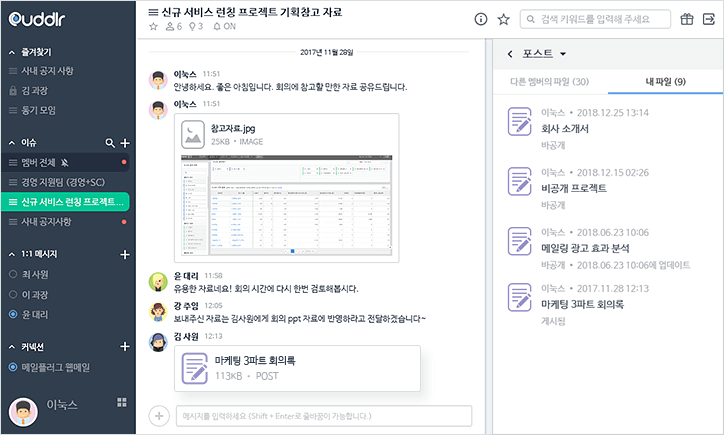 Quddlr
즐겨찾기
사내 공지 사항
김 과장
동기 모임
이슈
멤버 전체
경영 지원팀 (경영+SC)
신규 서비스 런칭 프로젝트...
사내 공지사항
1:1 메시지
최 사원
이 과장
윤 대리
커넥션
메일플러그 웹메일
이눅스
신규 서비스 런칭 프로젝트 기획참고 자료
6 3 ON
검색 키워드를 입력해 주세요
2017년 11월 28일
이눅스 11:51
안녕하세요. 좋은 아침입니다. 회의에 참고할 만한 자료 공유드립니다.
이눅스 11:51
참고자료.jpg
25KB • IMAGE
윤 대리 11:58
유용한 자료네요! 회의 시간에 다시 한번 검토해봅시다.
강 주임 12:05
보내주신 자료는 김사원에게 회의 ppt 자료에 반영하라고 전달하겠습니다~
김 사원 12:13
마케팅 3파트 회의록
113KB • POST
메시지를 입력하세요 (Shift + Enter로 줄바꿈이 가능합니다.)
포스트
다른 멤버의 파일 (30)
내 파일 (9)
이눅스 • 2018.12.25 13:14
회사 소개서
비공개
이눅스 • 2018.12.15 02:26
비공개 프로젝트
비공개
이눅스 • 2018.06.23 10:06
메일링 광고 효과 분석
비공개 • 2018.06.23 10:06에 업데이트
이눅스 • 2017.11.28 12:13
마케팅 3파트 회의록
게시됨